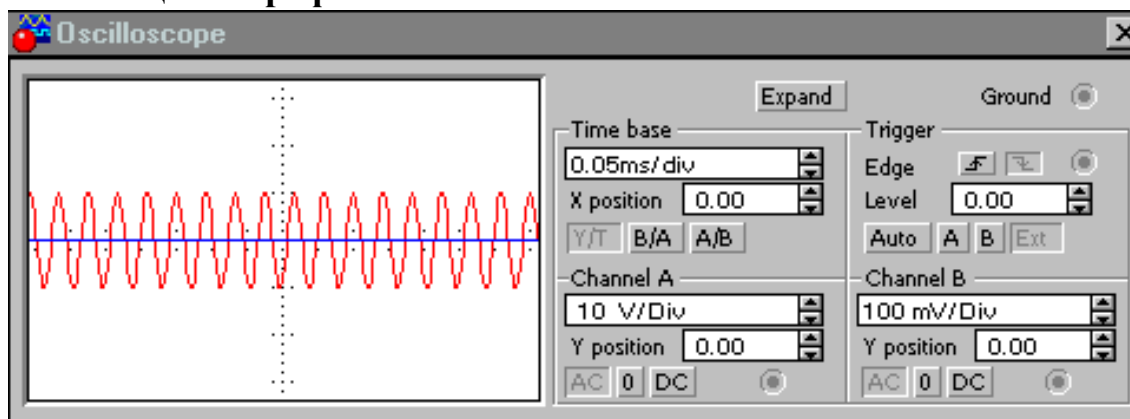 Oscilloscope
Expand
Ground
Time base
0.05ms/div
X position 0.00
Y/T B/A A/B
Trigger
Edge
Level 0.00
Auto A B Ext
Channel A
10 V/Div
Y position 0.00
AC 0 DC
Channel B
100 mV/Div
Y position 0.00
AC 0 DC